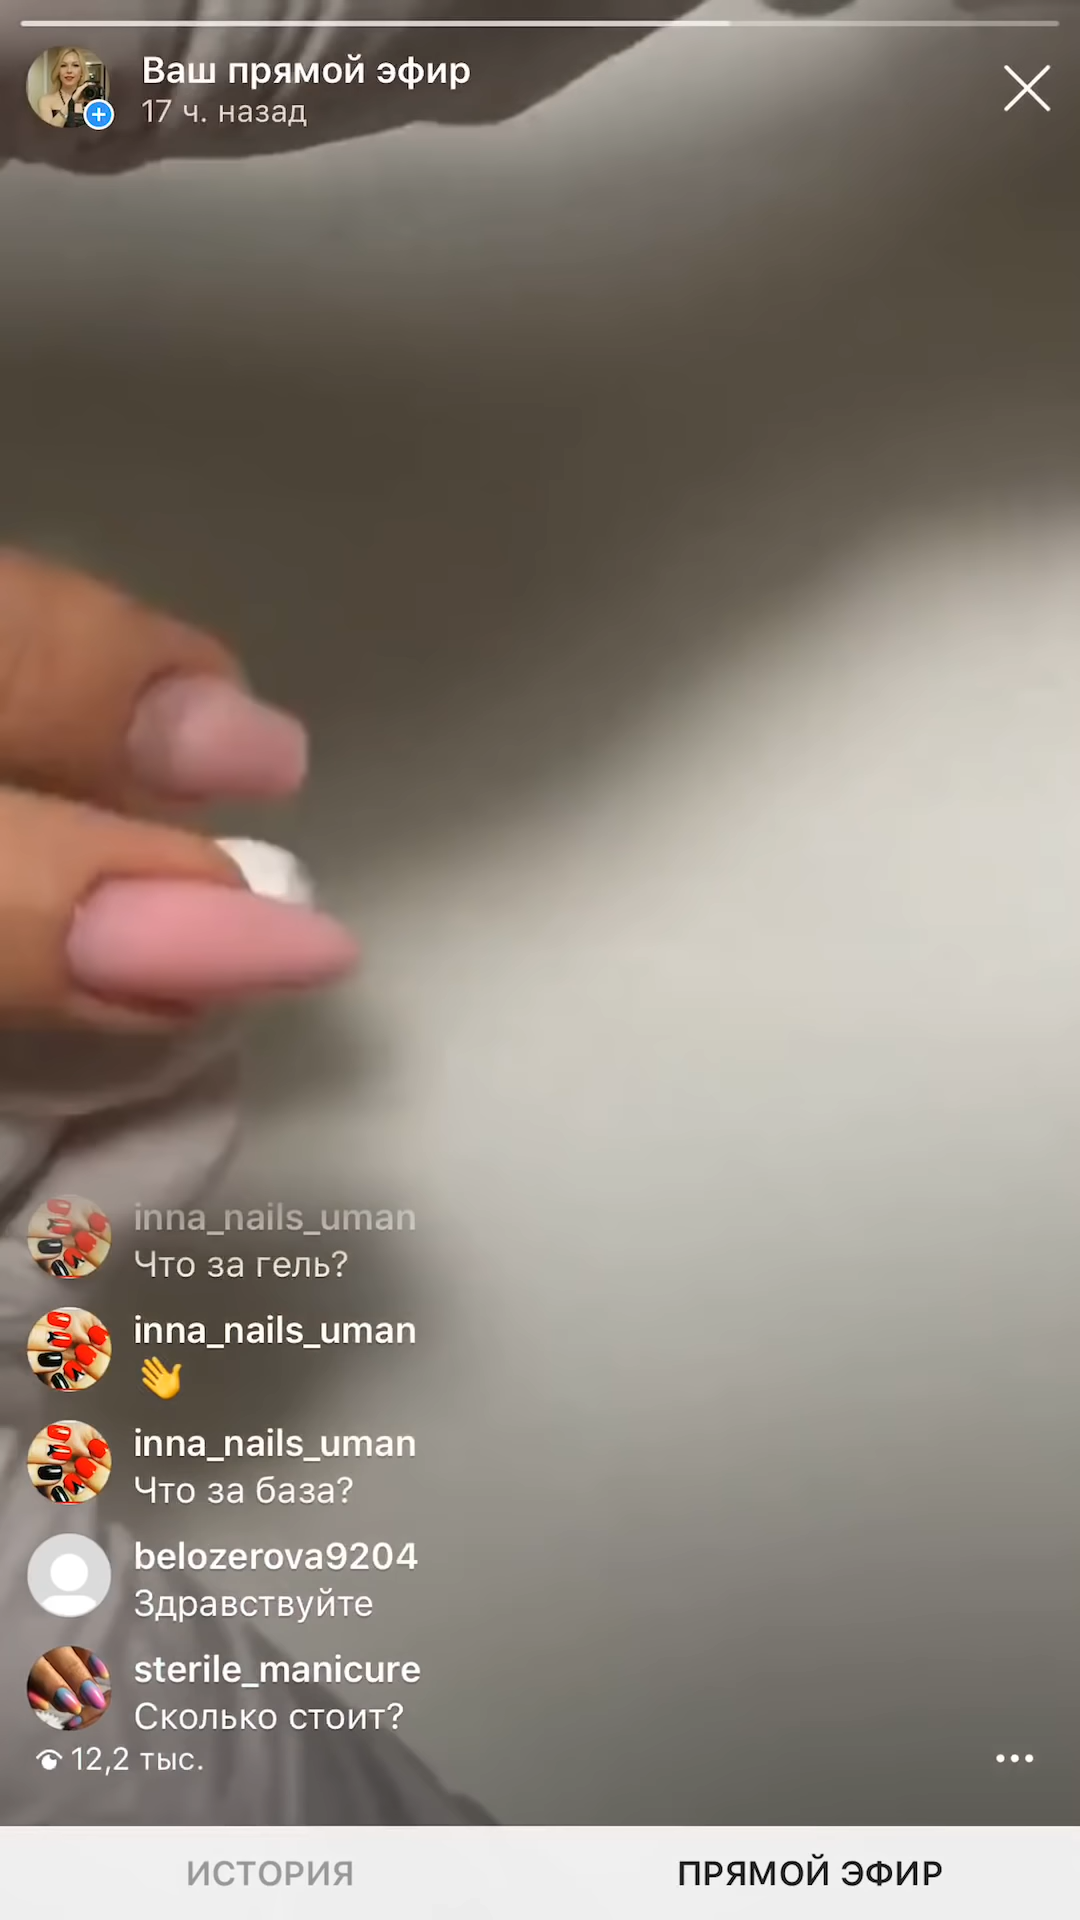 Ваш прямой эфир
17 ч. назад
inna_nails_uman
Что за гель?
inna_nails_uman
👋
inna_nails_uman
Что за база?
belozerova9204
Здравствуйте
sterile_manicure
Сколько стоит?
12,2 тыс.
ИСТОРИЯ
ПРЯМОЙ ЭФИР